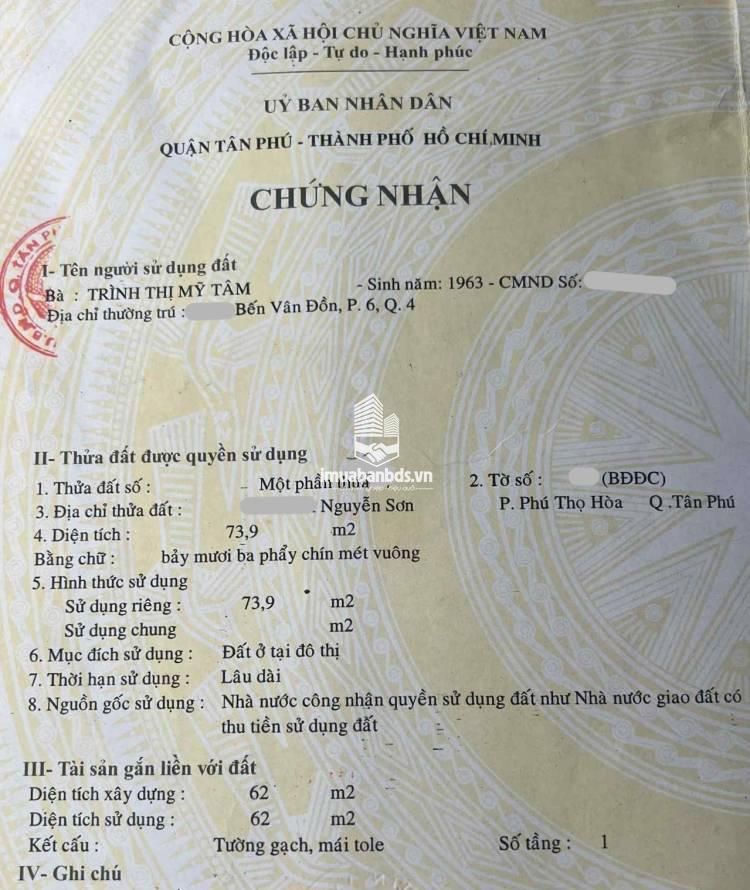 CỘNG HÒA XÃ HỘI CHỦ NGHĨA VIỆT NAM
Độc lập - Tự do - Hạnh phúc
UỶ BAN NHÂN DÂN
QUẬN TÂN PHÚ - THÀNH PHỐ HỒ CHÍ MINH
CHỨNG NHẬN
U.B.N.D. Q. TÂN P
I- Tên người sử dụng đất
Bà : TRÌNH THỊ MỸ TÂM - Sinh năm: 1963 - CMND Số:
Địa chỉ thường trú : Bến Vân Đồn, P. 6, Q. 4
II- Thửa đất được quyền sử dụng
imuabanbds.vn
1. Thửa đất số : Một phần thửa 2. Tờ số : (BĐĐC)
3. Địa chỉ thửa đất : . Nguyễn Sơn P. Phú Thọ Hòa Q .Tân Phú
4. Diện tích : 73,9 m2
Bằng chữ : bảy mươi ba phẩy chín mét vuông
5. Hình thức sử dụng
Sử dụng riêng : 73,9 m2
Sử dụng chung m2
6. Mục đích sử dụng : Đất ở tại đô thị
7. Thời hạn sử dụng : Lâu dài
8. Nguồn gốc sử dụng : Nhà nước công nhận quyền sử dụng đất như Nhà nước giao đất có
thu tiền sử dụng đất
III- Tài sản gắn liền với đất
Diện tích xây dựng : 62 m2
Diện tích sử dụng : 62 m2
Kết cấu : Tường gạch, mái tole Số tầng : 1
IV- Ghi chú